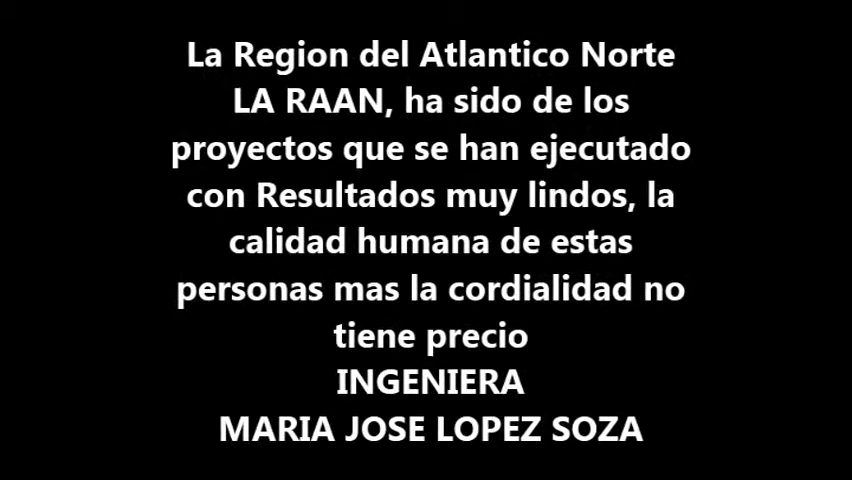 La Region del Atlantico Norte
LA RAAN, ha sido de los
proyectos que se han ejecutado
con Resultados muy lindos, la
calidad humana de estas
personas mas la cordialidad no
tiene precio
INGENIERA
MARIA JOSE LOPEZ SOZA